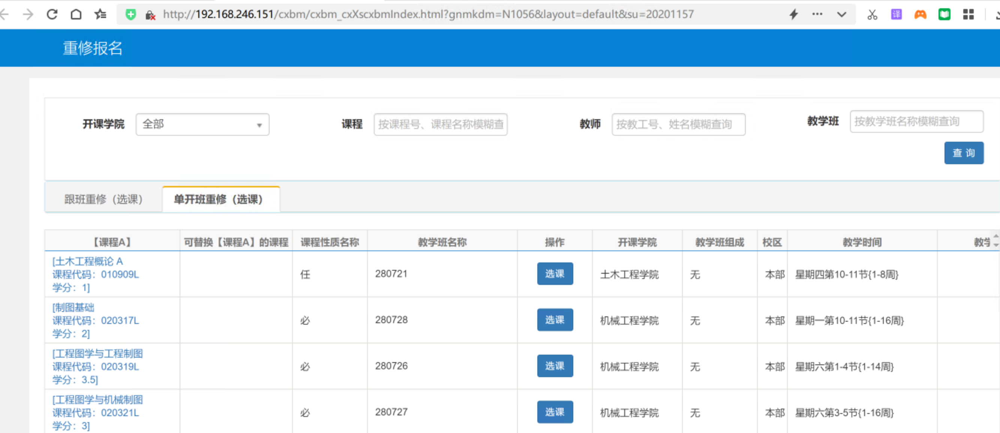 http://192.168.246.151/cxbm/cxbm_cxXscxbmIndex.html?gnmkdm=N1056&layout=default&su=20201157
译
重修报名
开课学院 全部 课程 按课程号、课程名称模糊查 教师 按教工号、姓名模糊查询 教学班 按教学班名称模糊查询
查 询
跟班重修（选课） 单开班重修（选课）
【课程A】 可替换【课程A】的课程 课程性质名称 教学班名称 操作 开课学院 教学班组成 校区 教学时间 教学
[土木工程概论 A
课程代码：010909L
学分：1]
任 280721 选课 土木工程学院 无 本部 星期四第10-11节{1-8周}
[制图基础
课程代码：020317L
学分：2]
必 280728 选课 机械工程学院 无 本部 星期一第10-11节{1-16周}
[工程图学与工程制图
课程代码：020319L
学分：3.5]
必 280726 选课 机械工程学院 无 本部 星期六第1-4节{1-14周}
[工程图学与机械制图
课程代码：020321L
学分：3]
必 280727 选课 机械工程学院 无 本部 星期六第3-5节{1-16周}